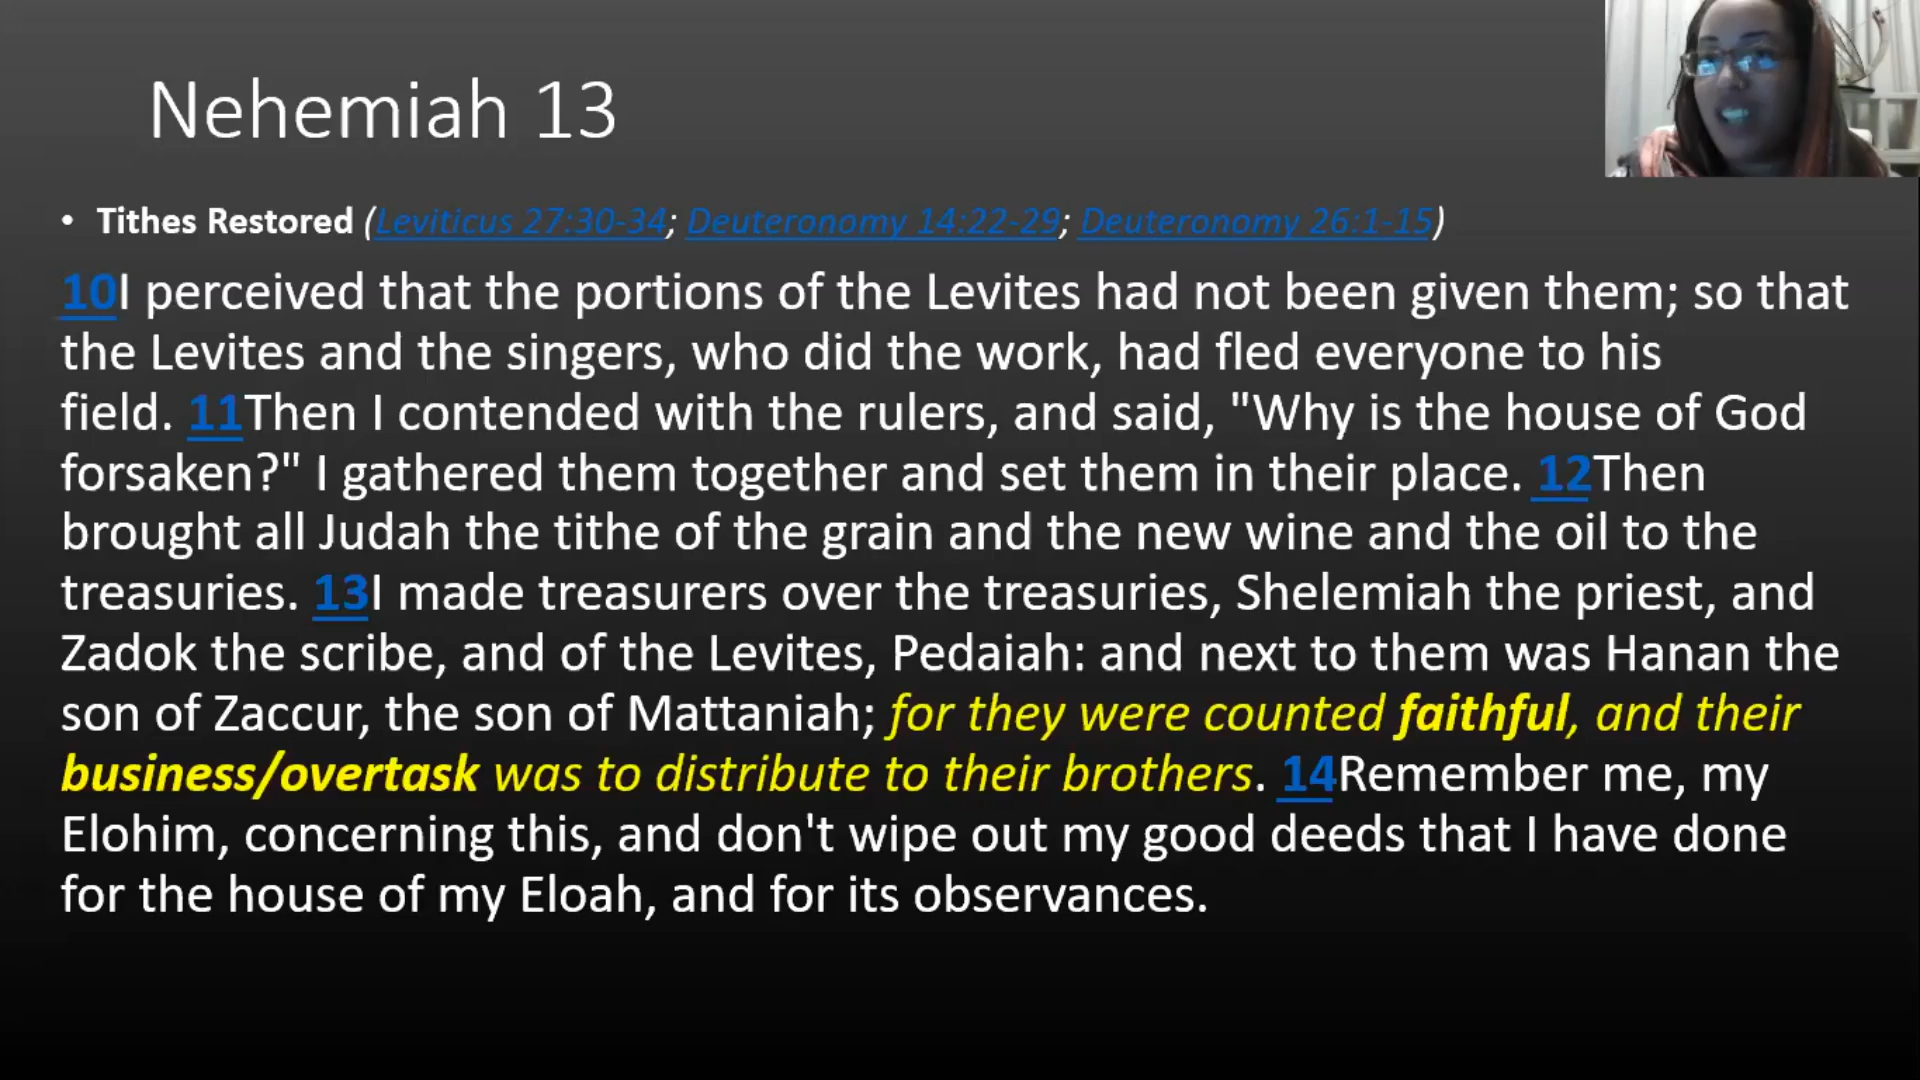 Nehemiah 13
• Tithes Restored (Leviticus 27:30-34; Deuteronomy 14:22-29; Deuteronomy 26:1-15)
10I perceived that the portions of the Levites had not been given them; so that
the Levites and the singers, who did the work, had fled everyone to his
field. 11Then I contended with the rulers, and said, "Why is the house of God
forsaken?" I gathered them together and set them in their place. 12Then
brought all Judah the tithe of the grain and the new wine and the oil to the
treasuries. 13I made treasurers over the treasuries, Shelemiah the priest, and
Zadok the scribe, and of the Levites, Pedaiah: and next to them was Hanan the
son of Zaccur, the son of Mattaniah; for they were counted faithful, and their
business/overtask was to distribute to their brothers. 14Remember me, my
Elohim, concerning this, and don't wipe out my good deeds that I have done
for the house of my Eloah, and for its observances.